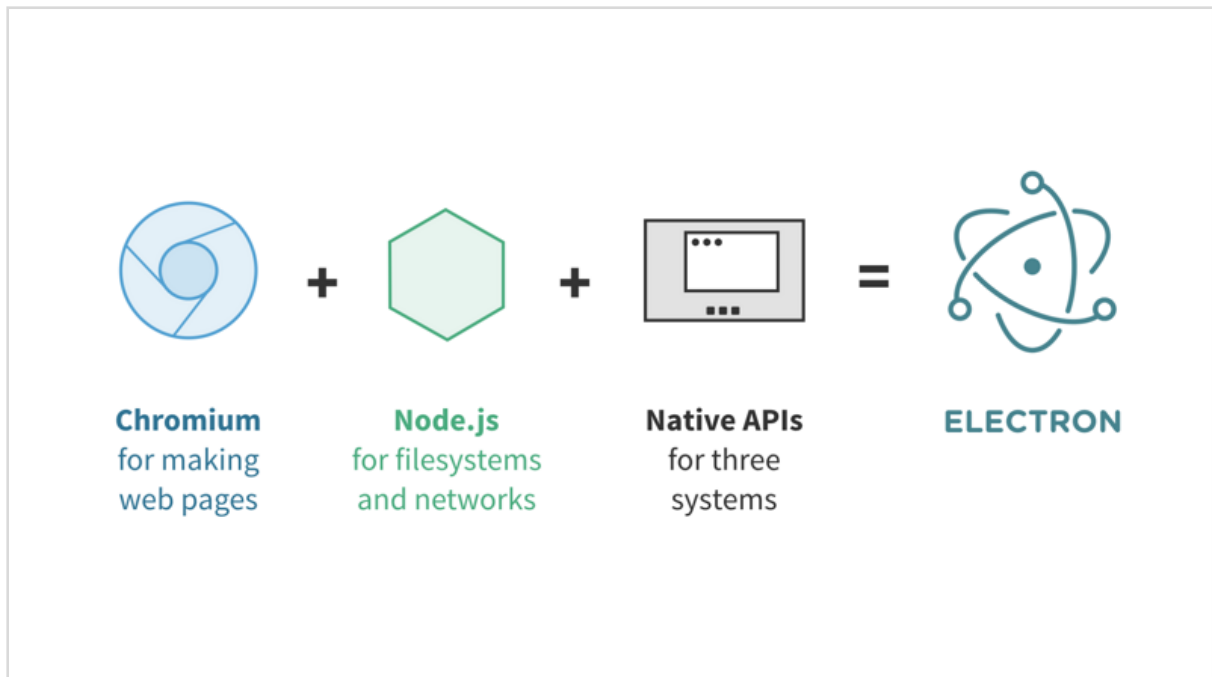 Chromium
for making
web pages
Node.js
for filesystems
and networks
Native APIs
for three
systems
ELECTRON